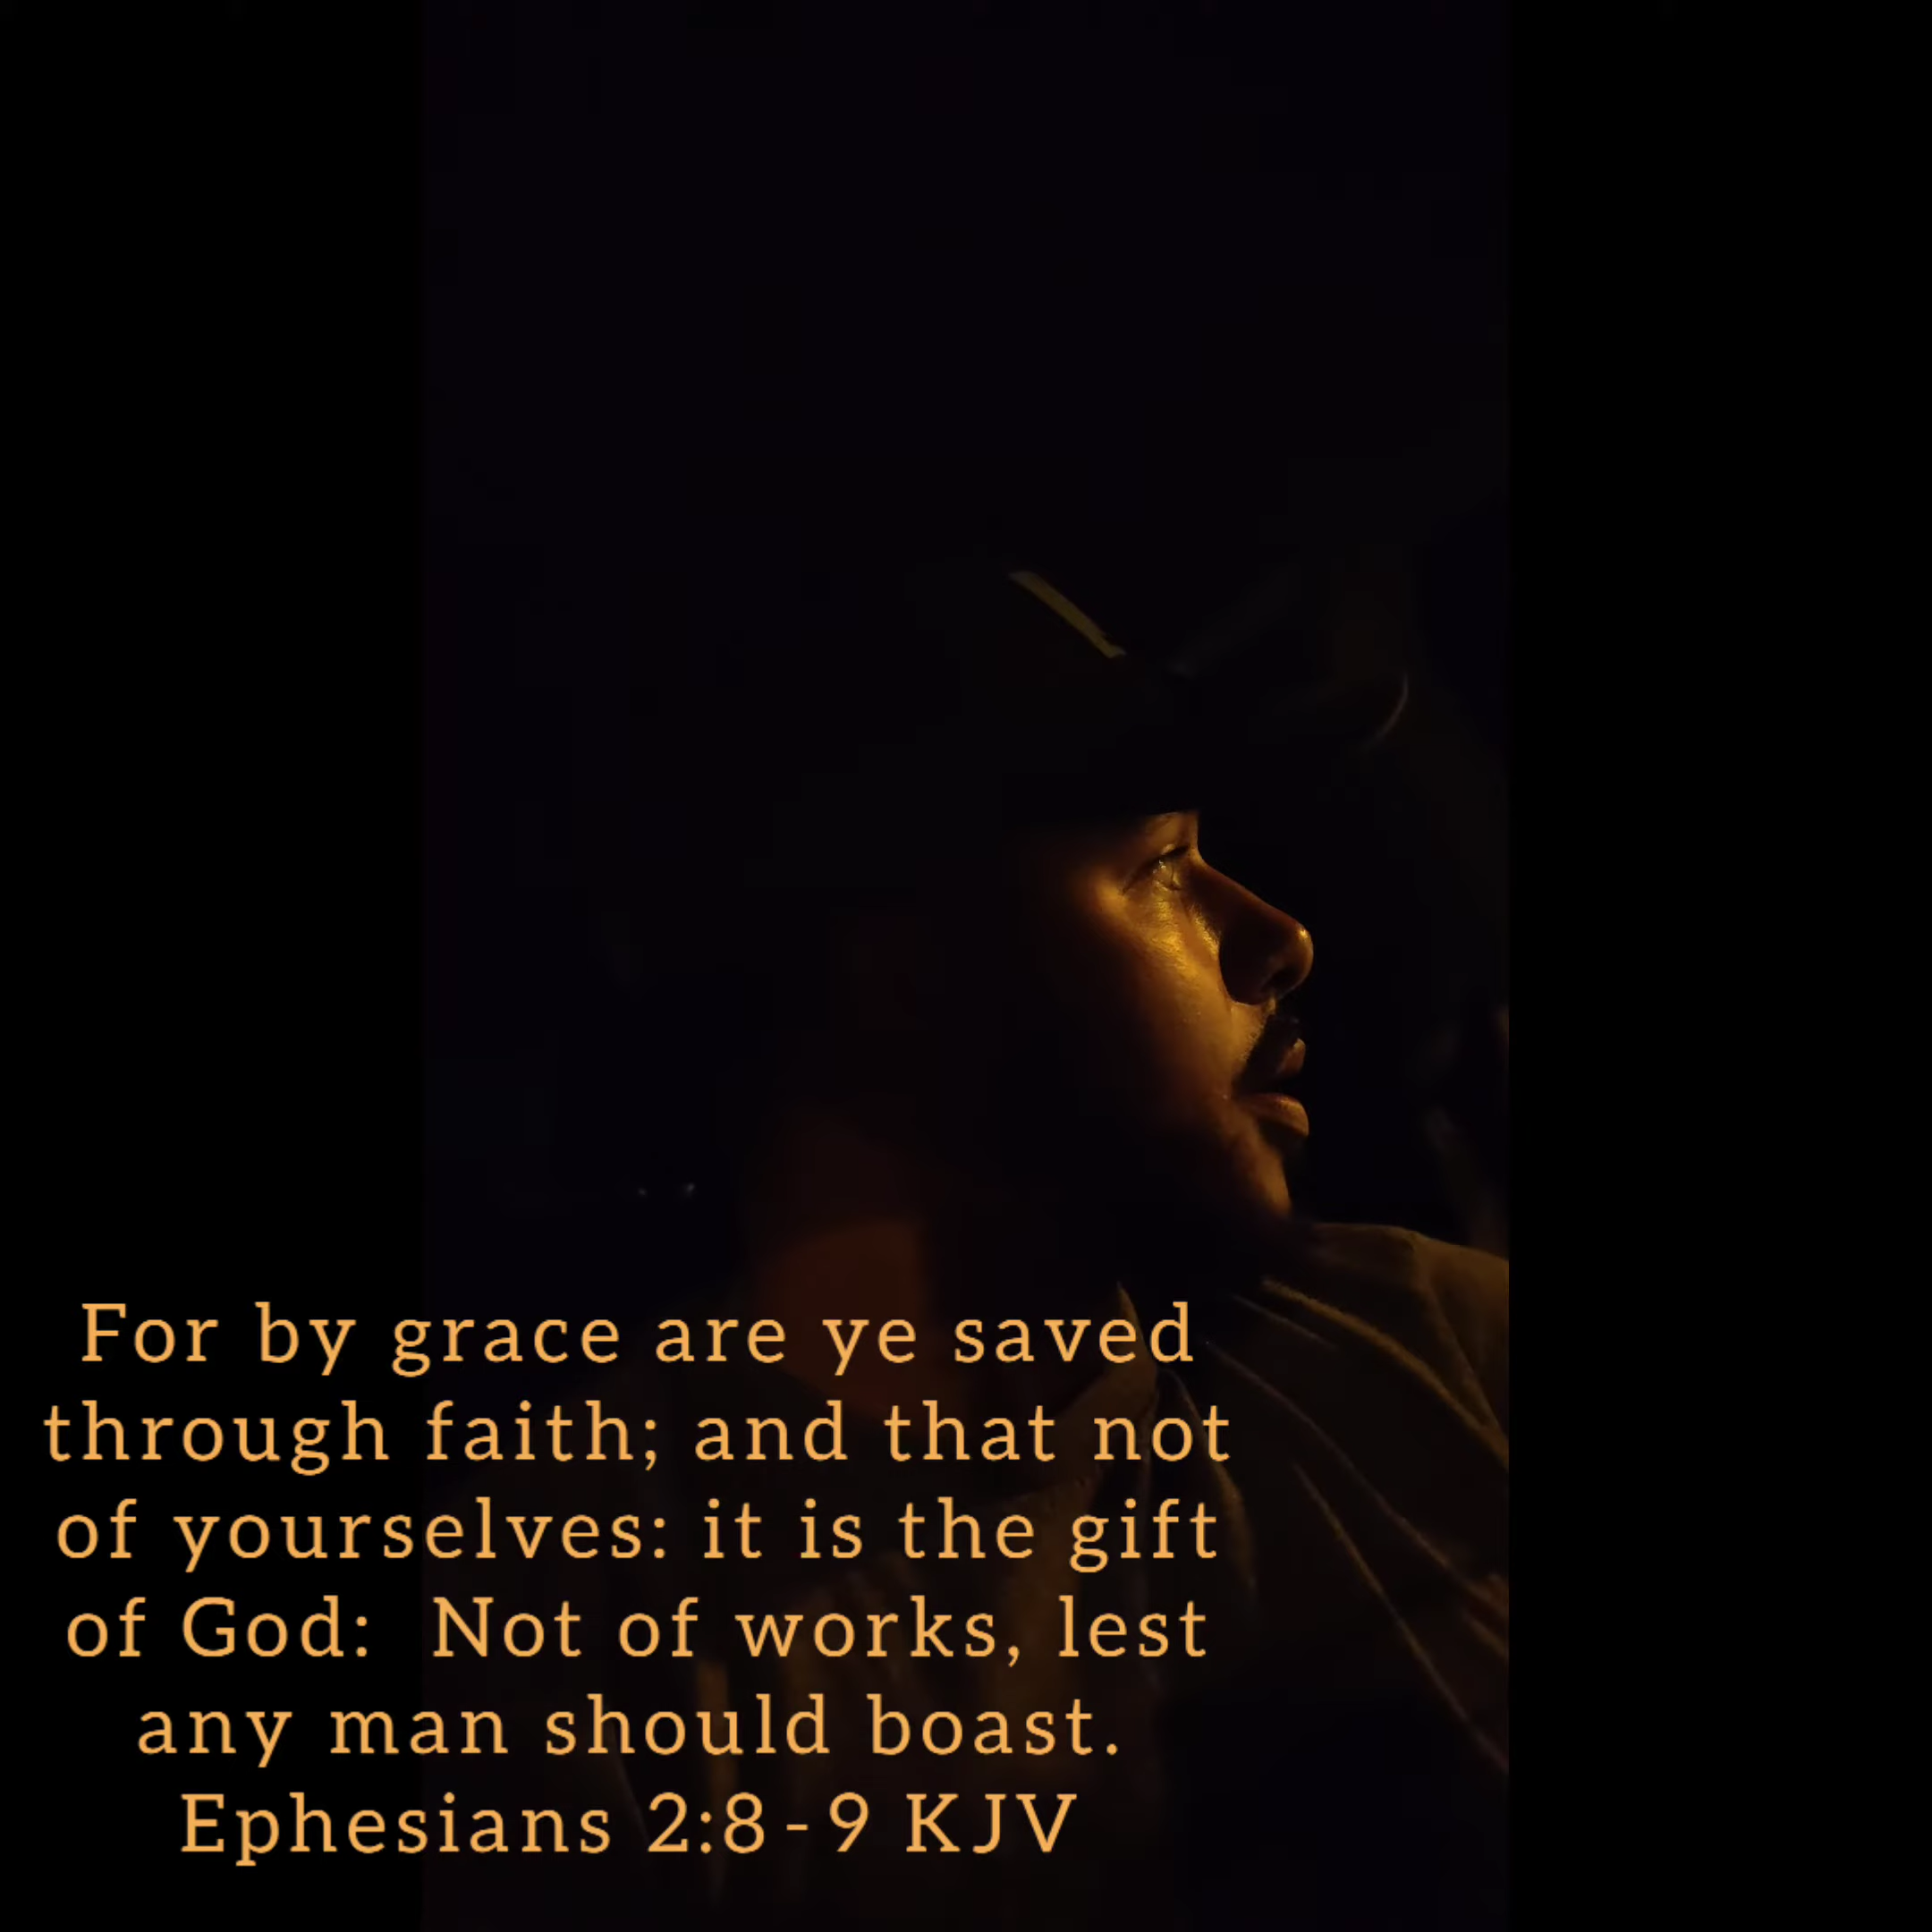 For by grace are ye saved
through faith; and that not
of yourselves: it is the gift
of God:  Not of works, lest
any man should boast.
Ephesians 2:8-9 KJV